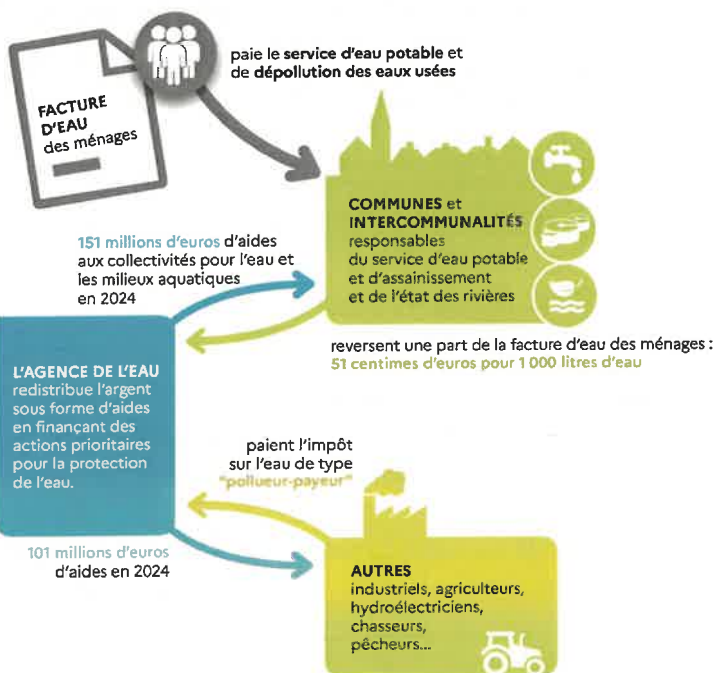 paie le service d'eau potable et
de dépollution des eaux usées
FACTURE
D'EAU
des ménages
COMMUNES et
INTERCOMMUNALITÉS
responsables
du service d'eau potable
et d'assainissement
et de l'état des rivières
151 millions d'euros d'aides
aux collectivités pour l'eau et
les milieux aquatiques
en 2024
reversent une part de la facture d'eau des ménages :
51 centimes d'euros pour 1 000 litres d'eau
L'AGENCE DE L'EAU
redistribue l'argent
sous forme d'aides
en finançant des
actions prioritaires
pour la protection
de l'eau.
paient l'impôt
sur l'eau de type
"pollueur-payeur"
101 millions d'euros
d'aides en 2024
AUTRES
industriels, agriculteurs,
hydroélectriciens,
chasseurs,
pêcheurs...